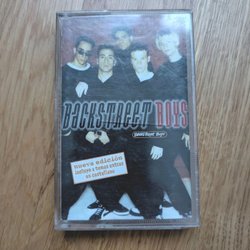 BACKSTREET BOYS
BACKSTREET BOYS
nueva edición
incluye 2 temas extras
en castellano